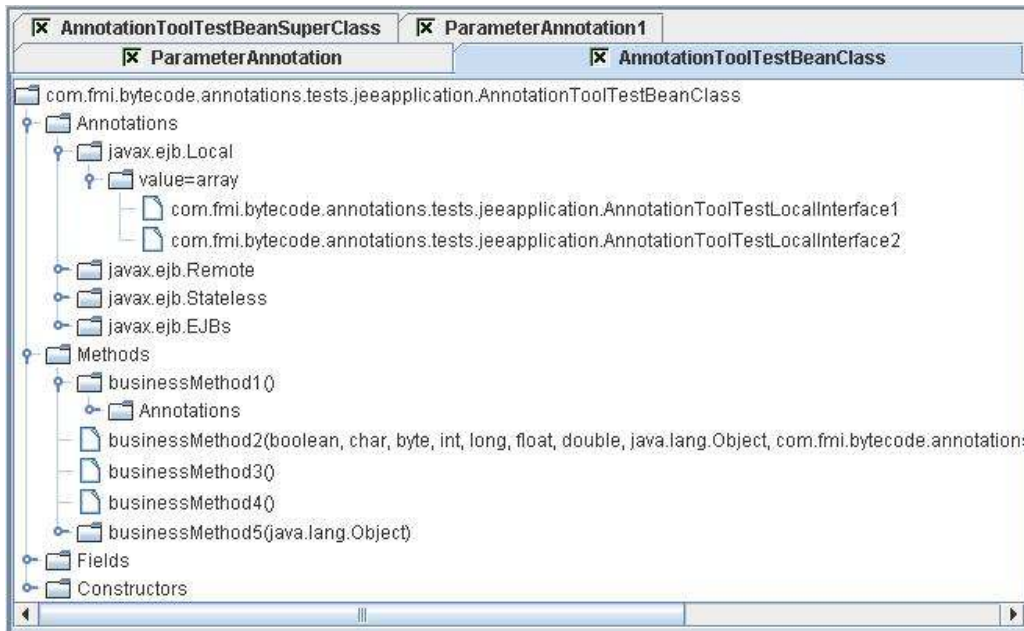 AnnotationToolTestBeanSuperClass ParameterAnnotation1
ParameterAnnotation AnnotationToolTestBeanClass
com.fmi.bytecode.annotations.tests.jeeapplication.AnnotationToolTestBeanClass
Annotations
javax.ejb.Local
value=array
com.fmi.bytecode.annotations.tests.jeeapplication.AnnotationToolTestLocalInterface1
com.fmi.bytecode.annotations.tests.jeeapplication.AnnotationToolTestLocalInterface2
javax.ejb.Remote
javax.ejb.Stateless
javax.ejb.EJBs
Methods
businessMethod1()
Annotations
businessMethod2(boolean, char, byte, int, long, float, double, java.lang.Object, com.fmi.bytecode.annotations
businessMethod3()
businessMethod4()
businessMethod5(java.lang.Object)
Fields
Constructors